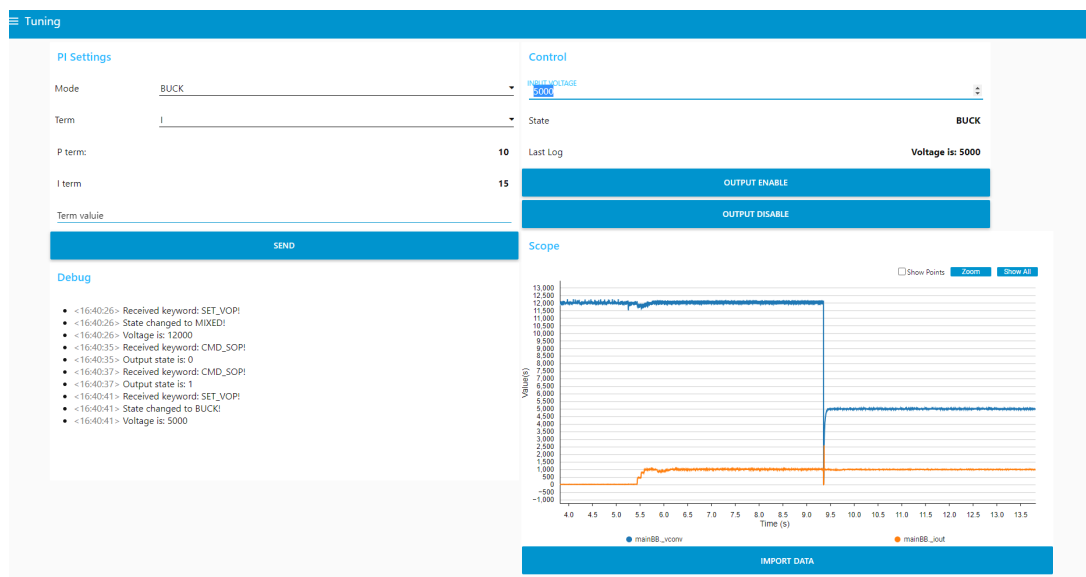 Tuning
PI Settings
Mode BUCK
Term I
P term: 10
I term 15
Term valuie
SEND
Debug
<16:40:26> Received keyword: SET_VOP!
<16:40:26> State changed to MIXED!
<16:40:26> Voltage is: 12000
<16:40:35> Received keyword: CMD_SOP!
<16:40:35> Output state is: 0
<16:40:37> Received keyword: CMD_SOP!
<16:40:37> Output state is: 1
<16:40:41> Received keyword: SET_VOP!
<16:40:41> State changed to BUCK!
<16:40:41> Voltage is: 5000
Control
INPUT VOLTAGE
5000
State BUCK
Last Log Voltage is: 5000
OUTPUT ENABLE
OUTPUT DISABLE
Scope
Show Points Zoom Show All
13,000
12,500
12,000
11,500
11,000
10,500
10,000
9,500
9,000
8,500
8,000
7,500
7,000
6,500
6,000
5,500
5,000
4,500
4,000
3,500
3,000
2,500
2,000
1,500
1,000
500
0
−500
−1,000
Value(s)
4.0 4.5 5.0 5.5 6.0 6.5 7.0 7.5 8.0 8.5 9.0 9.5 10.0 10.5 11.0 11.5 12.0 12.5 13.0 13.5
Time (s)
mainBB._vconv mainBB._iout
IMPORT DATA